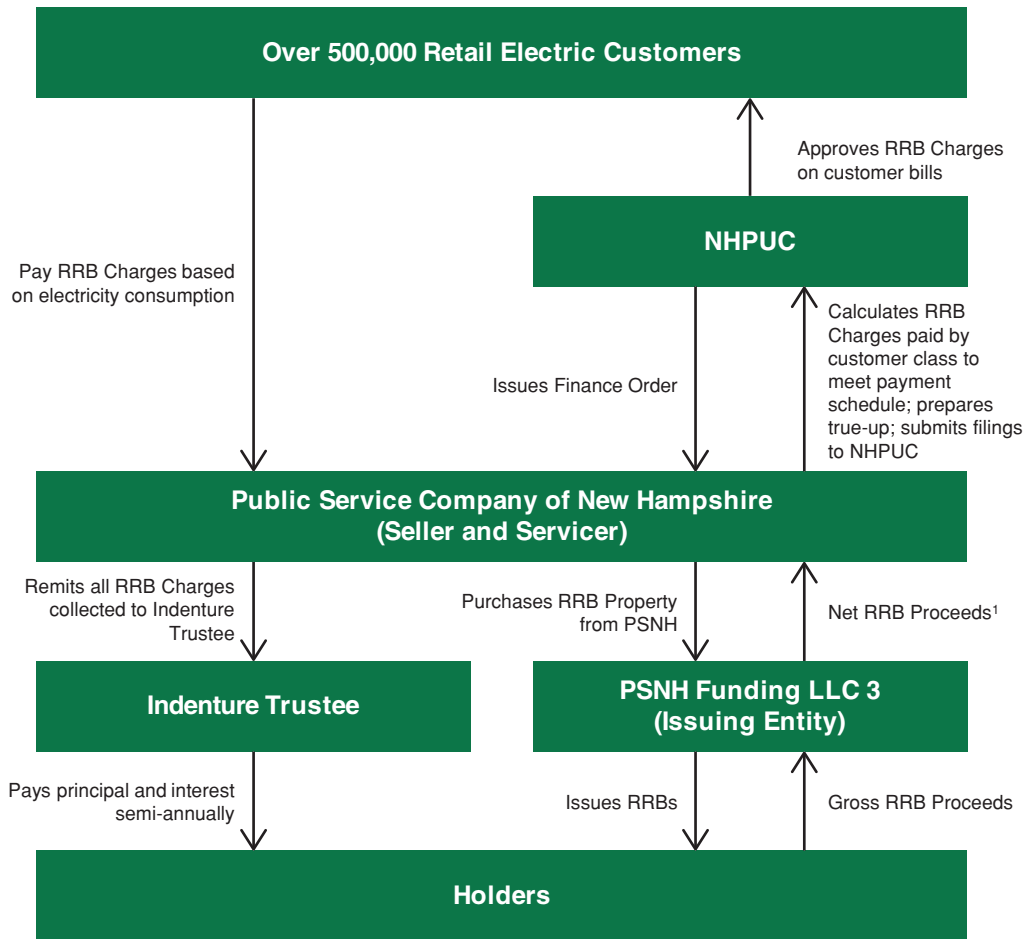 Over 500,000 Retail Electric Customers
Approves RRB Charges
on customer bills
NHPUC
Pay RRB Charges based
on electricity consumption
Issues Finance Order
Calculates RRB
Charges paid by
customer class to
meet payment
schedule; prepares
true-up; submits filings
to NHPUC
Public Service Company of New Hampshire
(Seller and Servicer)
Remits all RRB Charges
collected to Indenture
Trustee
Purchases RRB Property
from PSNH
Net RRB Proceeds¹
Indenture Trustee
PSNH Funding LLC 3
(Issuing Entity)
Pays principal and interest
semi-annually
Issues RRBs
Gross RRB Proceeds
Holders